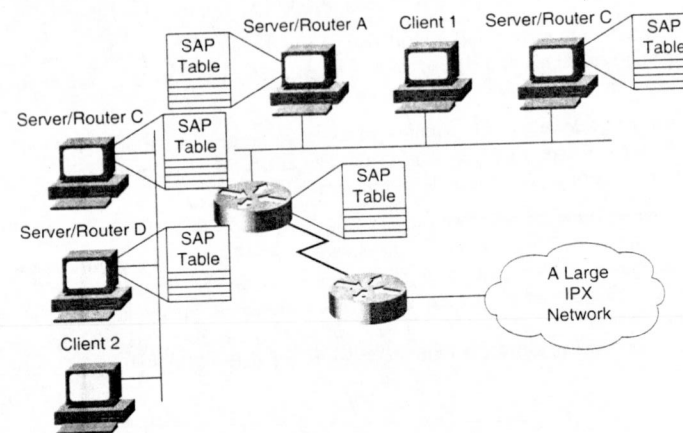 Server/Router A
Client 1
Server/Router C
SAP
Table
SAP
Table
Server/Router C
SAP
Table
SAP
Table
Server/Router D
SAP
Table
A Large
IPX
Network
Client 2